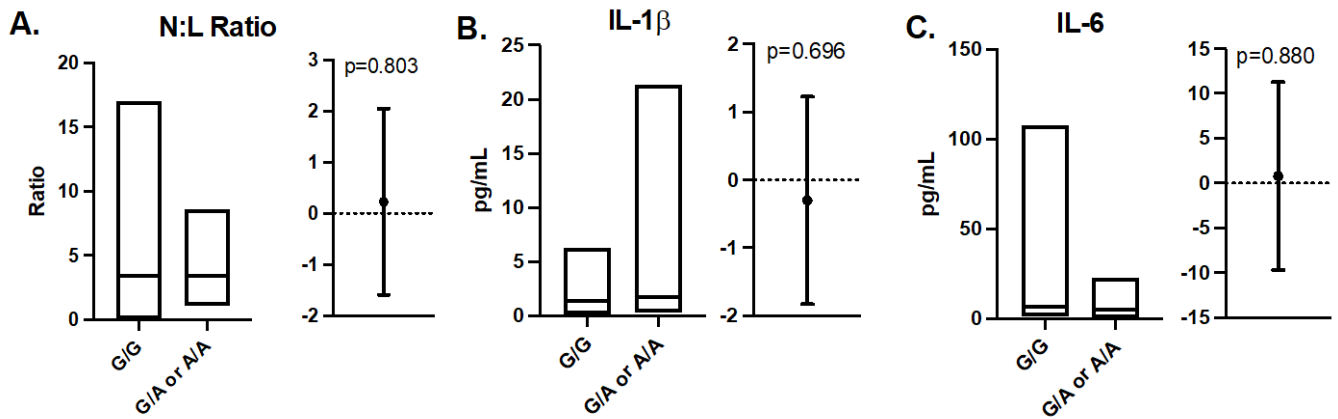 A.
N:L Ratio
Ratio
20
15
10
5
0
G/G
G/A or A/A
p=0.803
3
2
1
0
-1
-2
B.
IL-1β
pg/mL
25
20
15
10
5
0
G/G
G/A or A/A
p=0.696
2
1
0
-1
-2
C.
IL-6
pg/mL
150
100
50
0
G/G
G/A or A/A
p=0.880
15
10
5
0
-5
-10
-15